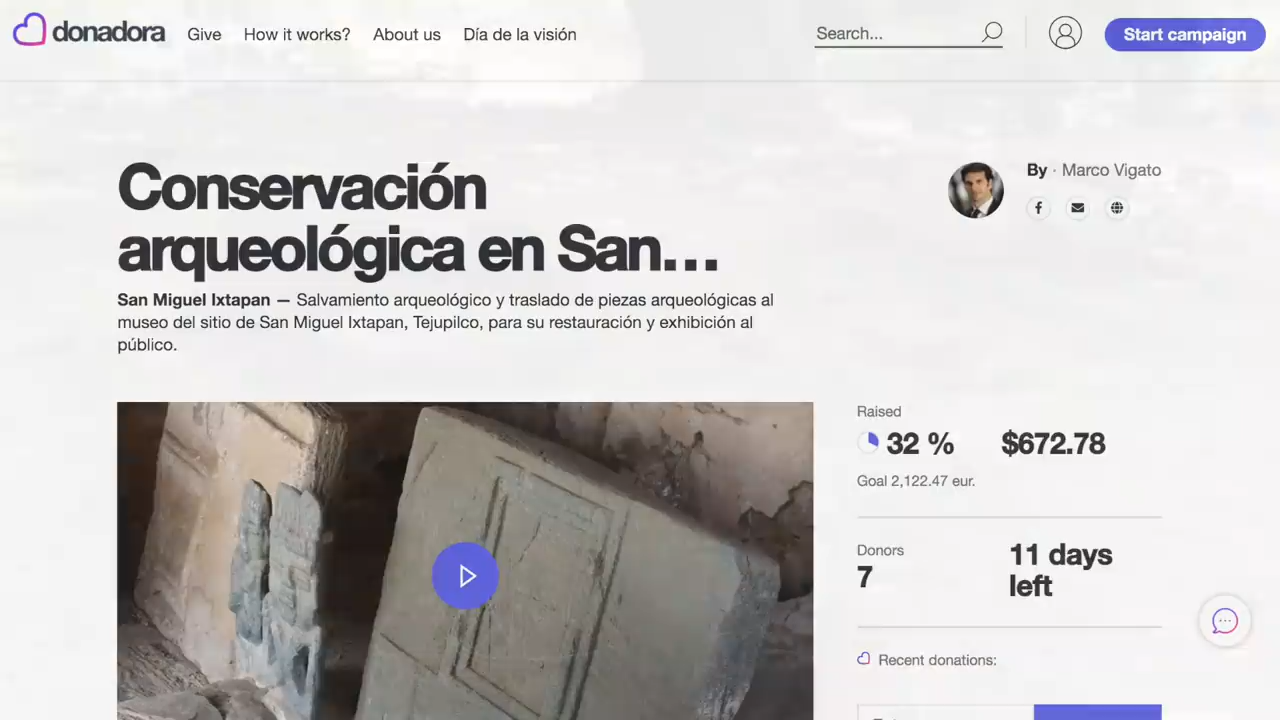 donadora
Give
How it works?
About us
Día de la visión
Search...
Start campaign
Conservación
arqueológica en San...
San Miguel Ixtapan — Salvamiento arqueológico y traslado de piezas arqueológicas al
museo del sitio de San Miguel Ixtapan, Tejupilco, para su restauración y exhibición al
público.
By · Marco Vigato
Raised
32 %
$672.78
Goal 2,122.47 eur.
Donors
7
11 days
left
Recent donations: